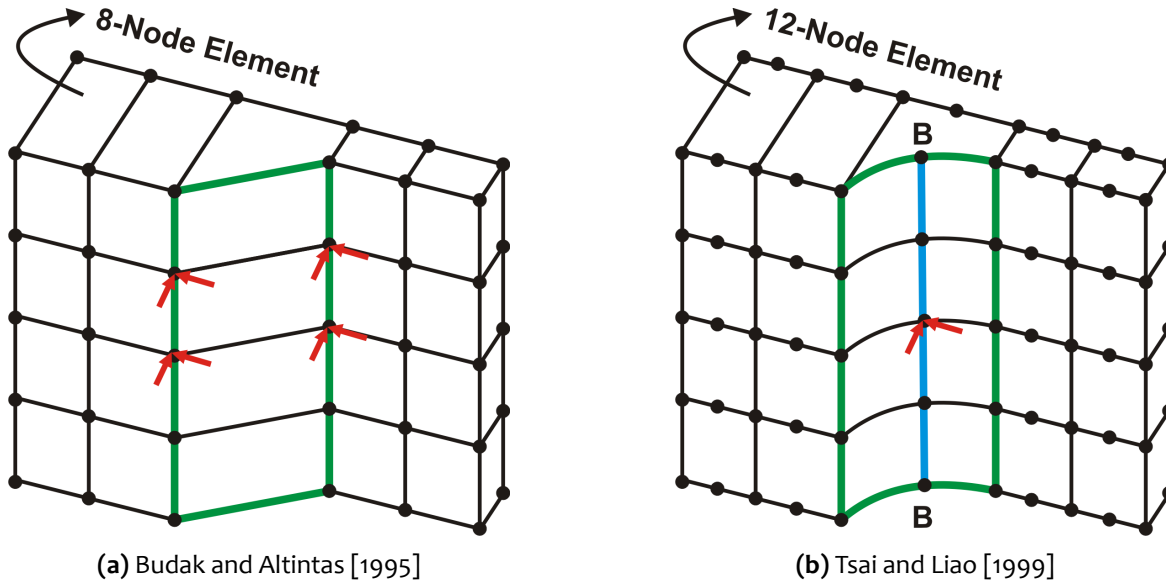 8-Node Element
12-Node Element
B
B
(a) Budak and Altintas [1995]
(b) Tsai and Liao [1999]